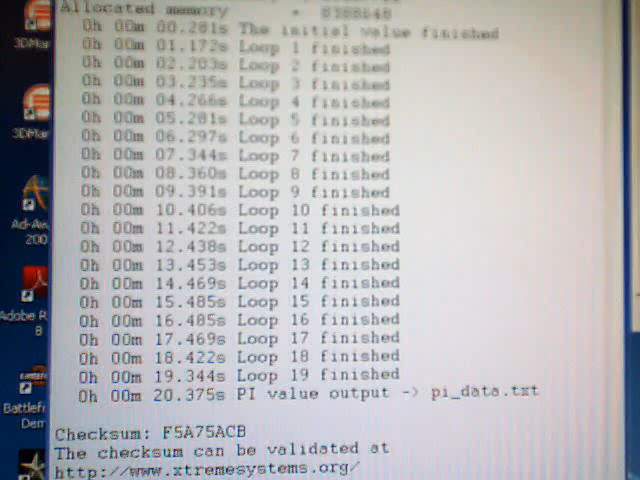 Allocated memory = 8388648
0h 00m 00.281s The initial value finished
0h 00m 01.172s Loop 1 finished
0h 00m 02.203s Loop 2 finished
0h 00m 03.235s Loop 3 finished
0h 00m 04.266s Loop 4 finished
0h 00m 05.281s Loop 5 finished
0h 00m 06.297s Loop 6 finished
0h 00m 07.344s Loop 7 finished
0h 00m 08.360s Loop 8 finished
0h 00m 09.391s Loop 9 finished
0h 00m 10.406s Loop 10 finished
0h 00m 11.422s Loop 11 finished
0h 00m 12.438s Loop 12 finished
0h 00m 13.453s Loop 13 finished
0h 00m 14.469s Loop 14 finished
0h 00m 15.485s Loop 15 finished
0h 00m 16.485s Loop 16 finished
0h 00m 17.469s Loop 17 finished
0h 00m 18.422s Loop 18 finished
0h 00m 19.344s Loop 19 finished
0h 00m 20.375s PI value output -> pi_data.txt
Checksum: F5A75ACB
The checksum can be validated at
http://www.xtremesystems.org/
3DMar
3DMar
Ad-Aw
200
Adobe R
8
Battlef
Dem